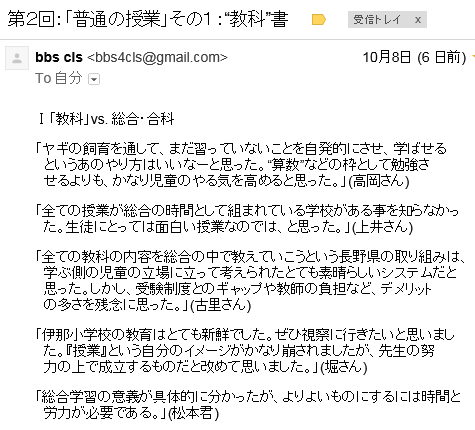 第2回:「普通の授業」その1:“教科”書 受信トレイ x
bbs cls <bbs4cls@gmail.com> 10月8日 (6 日前)
To 自分
Ⅰ「教科」vs. 総合・合科
「ヤギの飼育を通して、まだ習っていないことを自発的にさせ、学ばせる
というあのやり方はいいなーと思った。“算数”などの枠として勉強さ
せるよりも、かなり児童のやる気を高めると思った。」(高岡さん)
「全ての授業が総合の時間として組まれている学校がある事を知らなかっ
た。生徒にとっては面白い授業なのでは、と思った。」(上井さん)
「全ての教科の内容を総合の中で教えていこうという長野県の取り組みは、
学ぶ側の児童の立場に立って考えられたとても素晴らしいシステムだと
思った。しかし、受験制度とのギャップや教師の負担など、デメリット
の多さを残念に思った。」(古里さん)
「伊那小学校の教育はとても新鮮でした。ぜひ視察に行きたいと思いまし
た。『授業』という自分のイメージがかなり崩されましたが、先生の努
力の上で成立するものだと改めて思いました。」(堀さん)
「総合学習の意義が具体的に分かったが、よりよいものにするには時間と
労力が必要である。」(松本君)